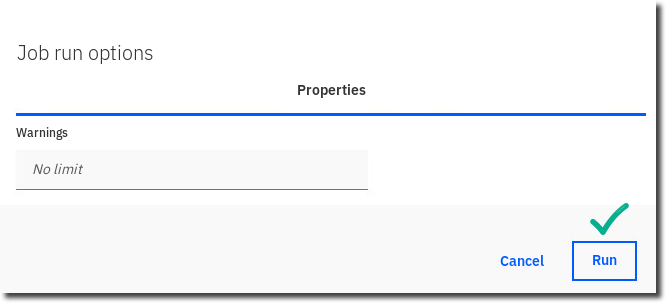 Job run options
Properties
Warnings
No limit
Cancel
Run